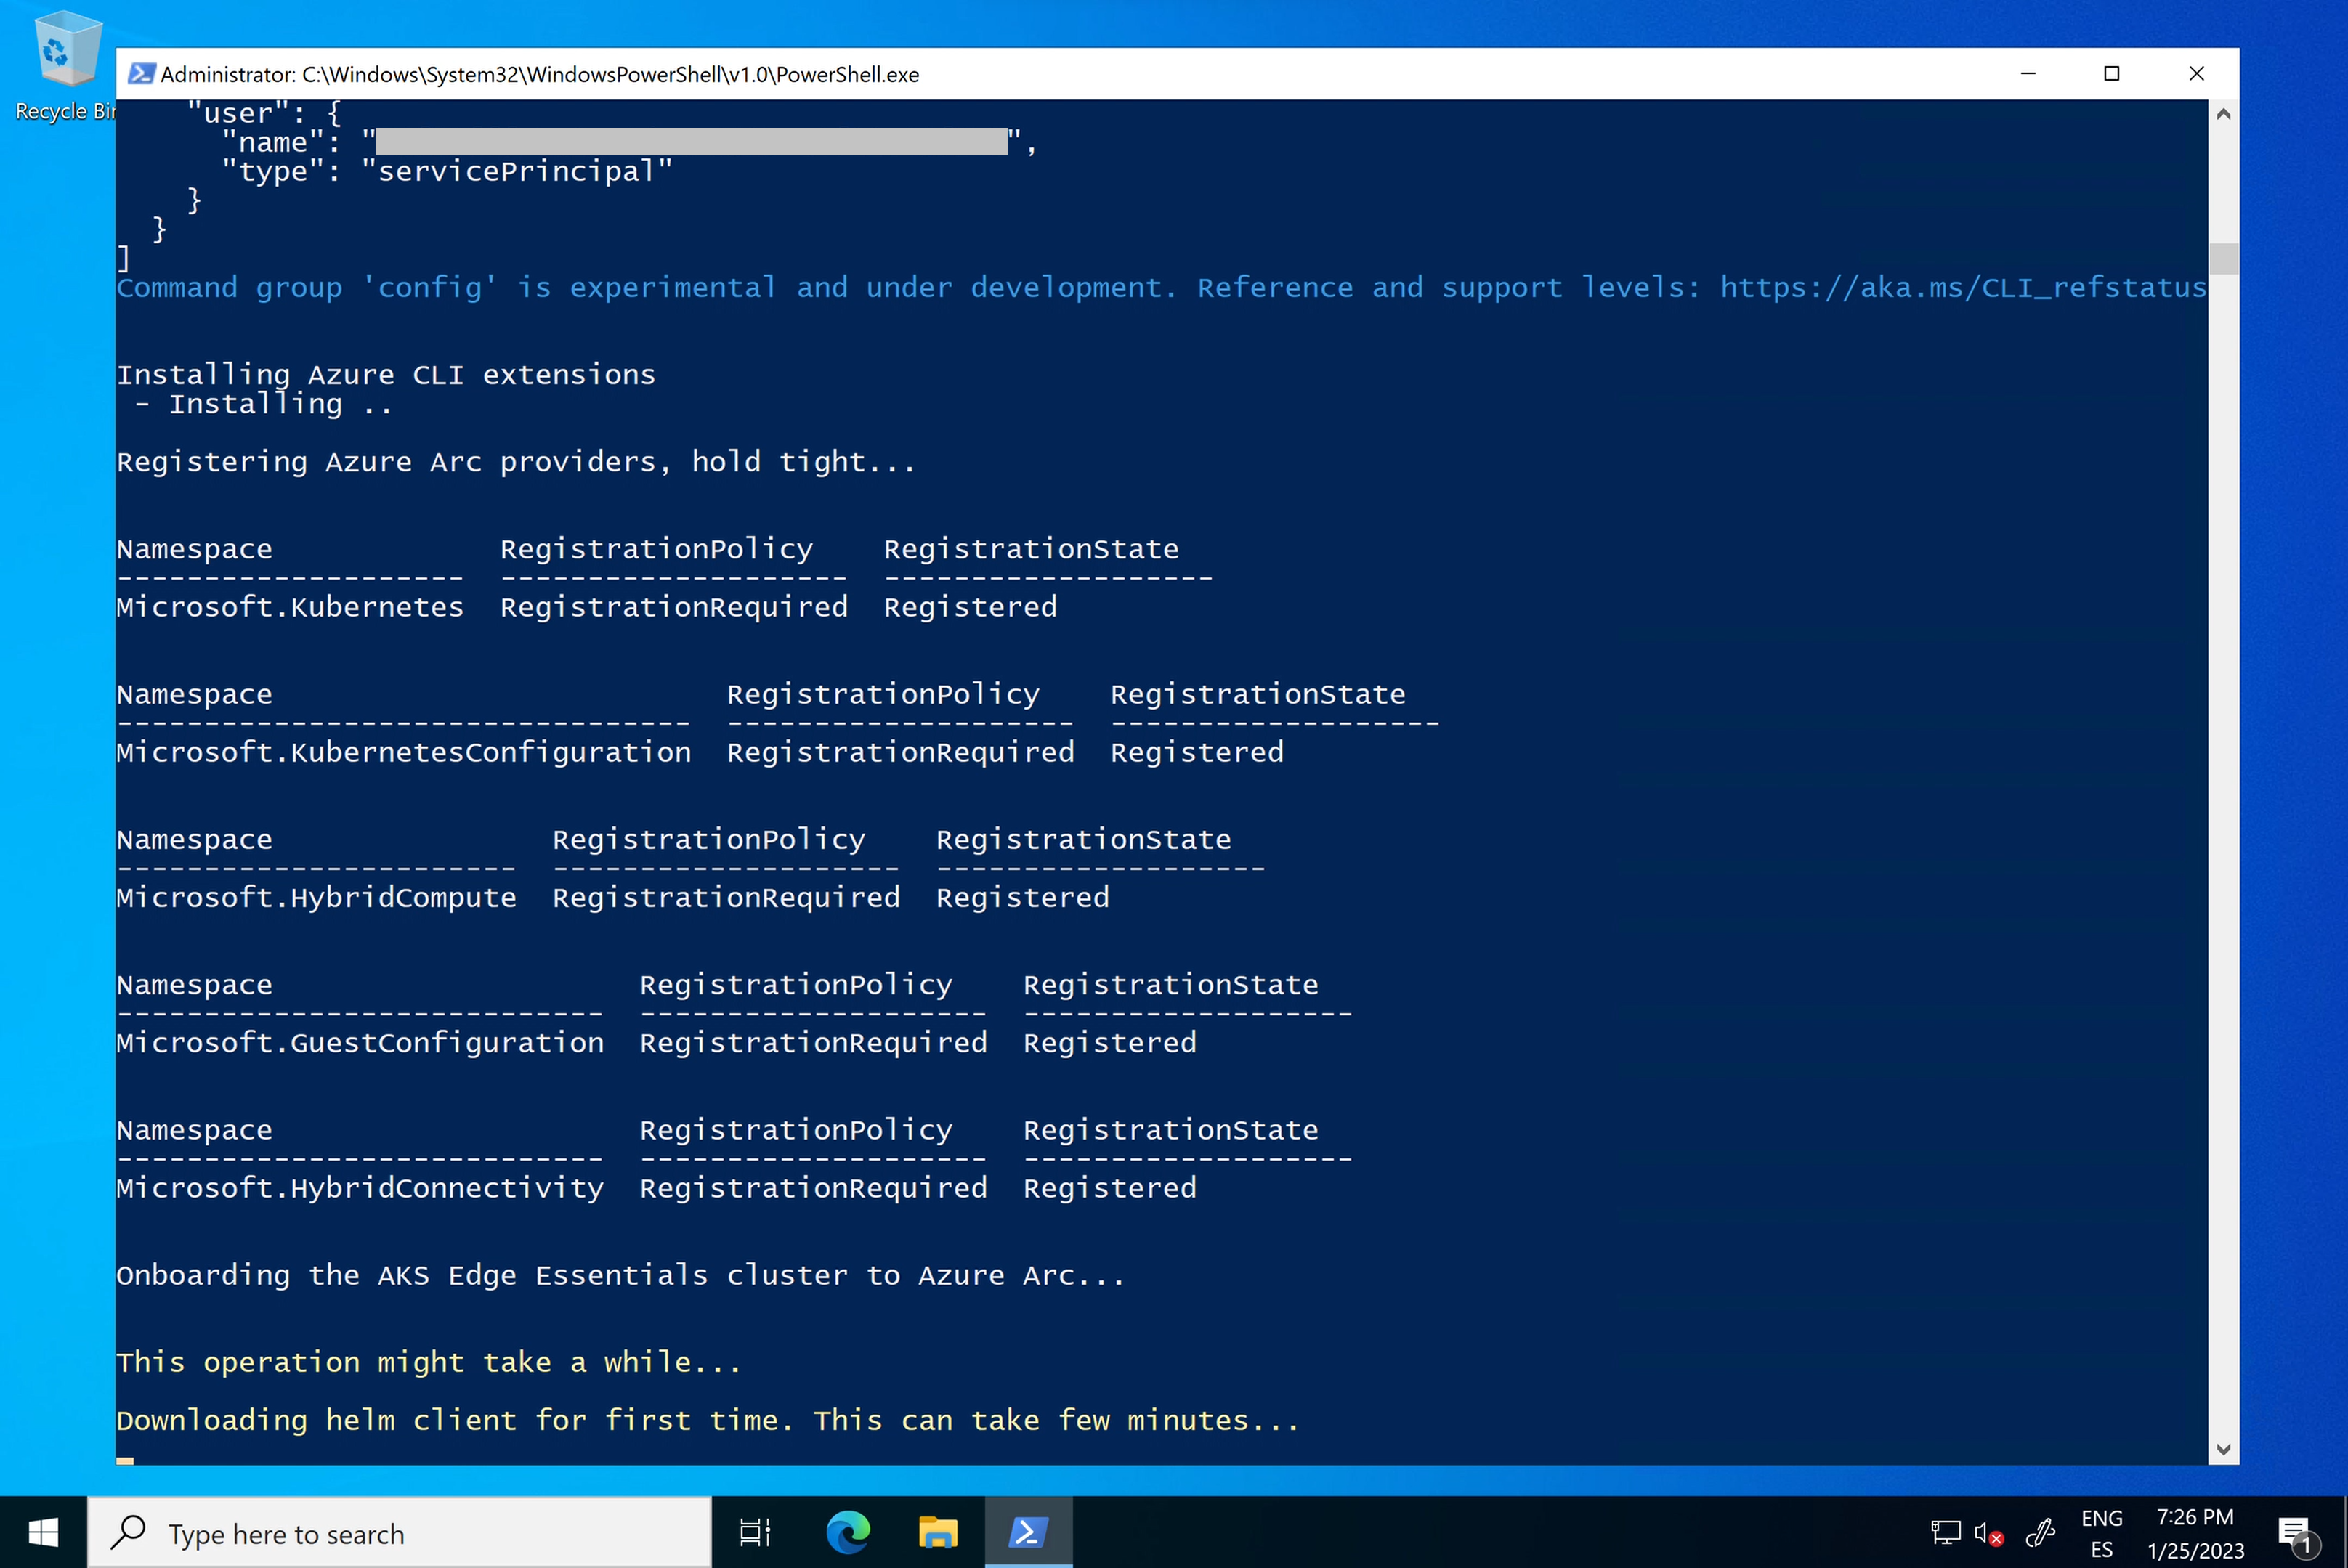 Recycle Bin
Administrator: C:\Windows\System32\WindowsPowerShell\v1.0\PowerShell.exe
"user": {
"name": "                                    ",
"type": "servicePrincipal"
}
}
]
Command group 'config' is experimental and under development. Reference and support levels: https://aka.ms/CLI_refstatus
Installing Azure CLI extensions
- Installing ..
Registering Azure Arc providers, hold tight...
Namespace RegistrationPolicy RegistrationState
-------------------- -------------------- -------------------
Microsoft.Kubernetes RegistrationRequired Registered
Namespace RegistrationPolicy RegistrationState
--------------------------------- -------------------- -------------------
Microsoft.KubernetesConfiguration RegistrationRequired Registered
Namespace RegistrationPolicy RegistrationState
----------------------- -------------------- -------------------
Microsoft.HybridCompute RegistrationRequired Registered
Namespace RegistrationPolicy RegistrationState
---------------------------- -------------------- -------------------
Microsoft.GuestConfiguration RegistrationRequired Registered
Namespace RegistrationPolicy RegistrationState
---------------------------- -------------------- -------------------
Microsoft.HybridConnectivity RegistrationRequired Registered
Onboarding the AKS Edge Essentials cluster to Azure Arc...
This operation might take a while...
Downloading helm client for first time. This can take few minutes...
Type here to search
ENG
ES
7:26 PM
1/25/2023
1